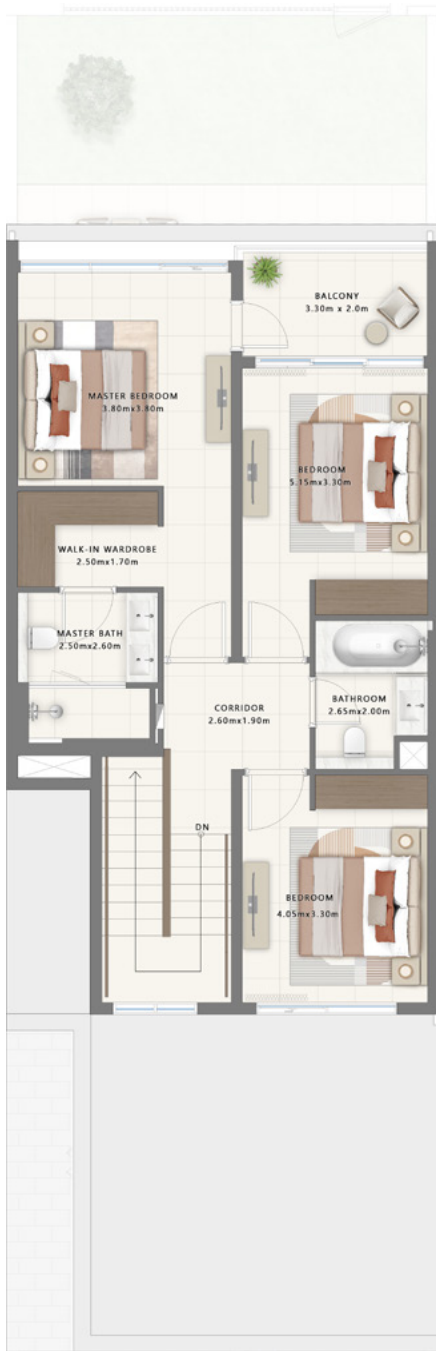 BALCONY
3.30m x 2.0m
MASTER BEDROOM
3.80mx3.80m
BEDROOM
5.15mx3.30m
WALK-IN WARDROBE
2.50mx1.70m
MASTER BATH
2.50mx2.60m
BATHROOM
2.65mx2.00m
CORRIDOR
2.60mx1.90m
DN
BEDROOM
4.05mx3.30m